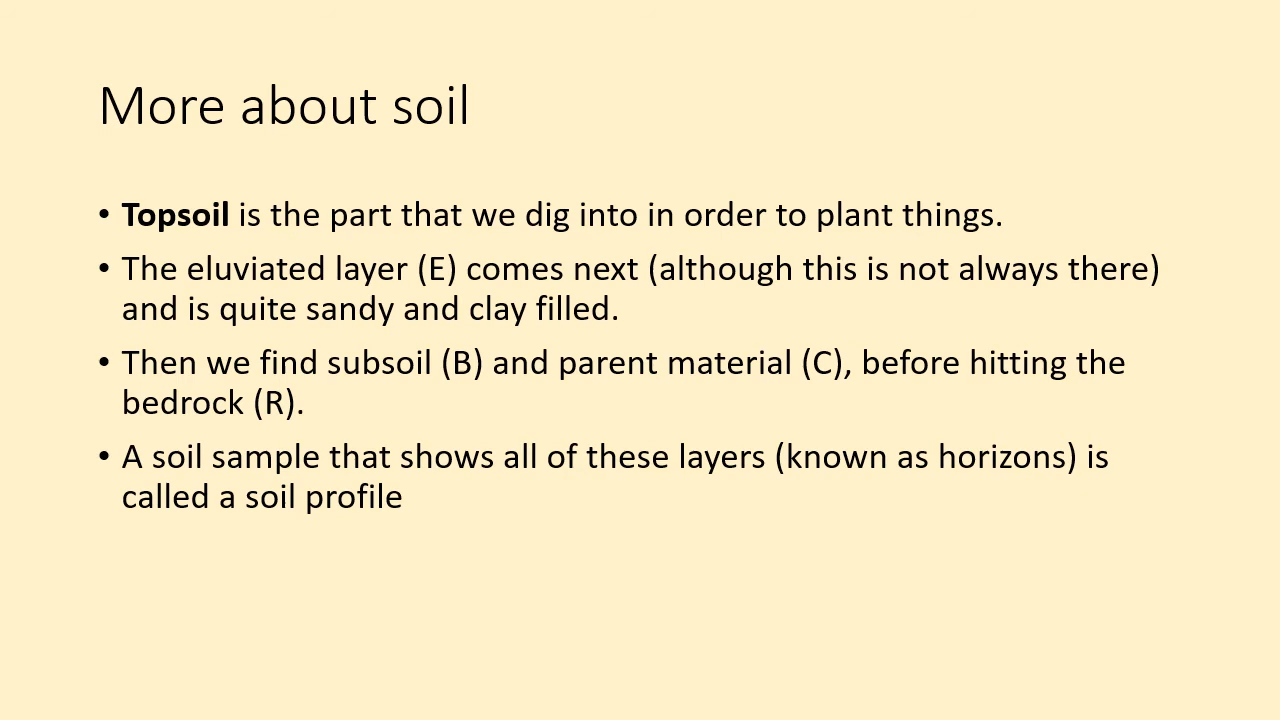 More about soil
• Topsoil is the part that we dig into in order to plant things.
• The eluviated layer (E) comes next (although this is not always there)
and is quite sandy and clay filled.
• Then we find subsoil (B) and parent material (C), before hitting the
bedrock (R).
• A soil sample that shows all of these layers (known as horizons) is
called a soil profile